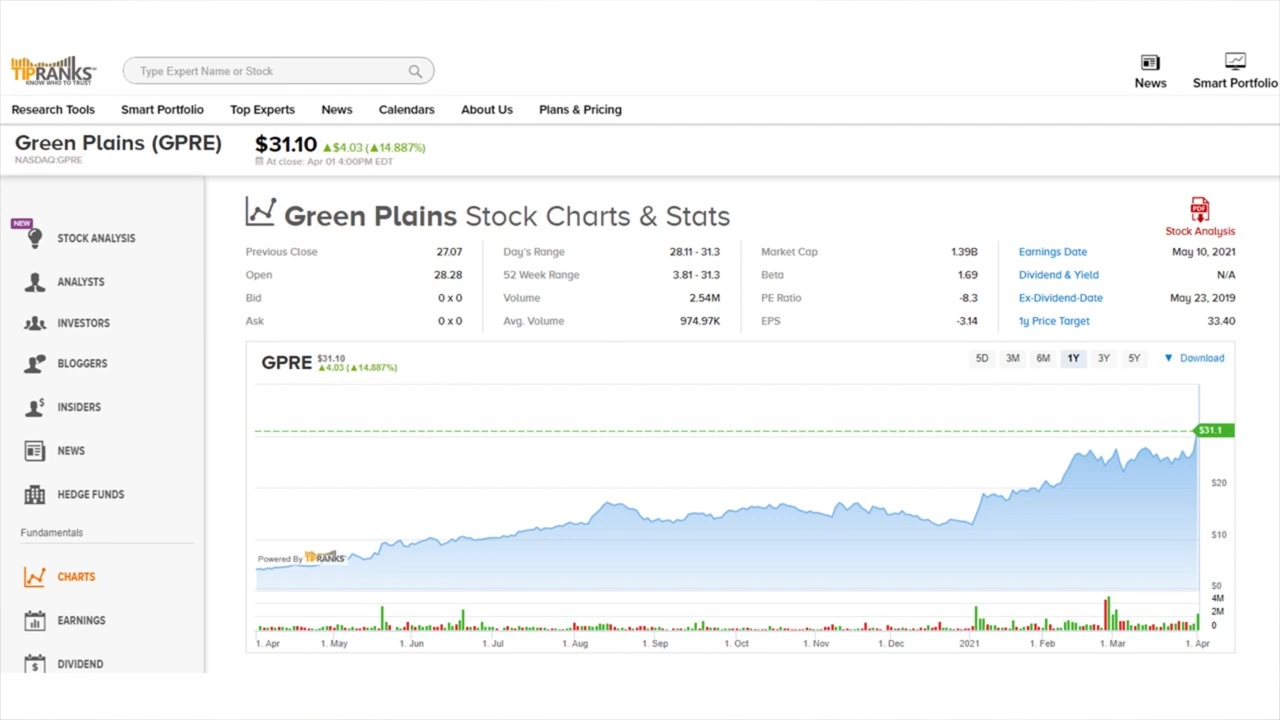 TIPRANKS™
KNOW WHO TO TRUST
Type Expert Name or Stock
News
Smart Portfolio
Research Tools Smart Portfolio Top Experts News Calendars About Us Plans & Pricing
Green Plains (GPRE)
NASDAQ:GPRE
$31.10 ▲$4.03 (▲14.887%)
At close: Apr 01 4:00PM EDT
NEW
STOCK ANALYSIS
ANALYSTS
INVESTORS
BLOGGERS
INSIDERS
NEWS
HEDGE FUNDS
Fundamentals
CHARTS
EARNINGS
DIVIDEND
Green Plains Stock Charts & Stats
PDF
Stock Analysis
Previous Close 27.07 Day's Range 28.11 - 31.3 Market Cap 1.39B Earnings Date May 10, 2021
Open 28.28 52 Week Range 3.81 - 31.3 Beta 1.69 Dividend & Yield N/A
Bid 0 x 0 Volume 2.54M PE Ratio -8.3 Ex-Dividend-Date May 23, 2019
Ask 0 x 0 Avg. Volume 974.97K EPS -3.14 1y Price Target 33.40
GPRE $31.10
▲4.03 (▲14.887%)
5D 3M 6M 1Y 3Y 5Y ▼ Download
$31.1
$20
$10
$0
Powered By TIPRANKS
4M
2M
0
1. Apr 1. May 1. Jun 1. Jul 1. Aug 1. Sep 1. Oct 1. Nov 1. Dec 2021 1. Feb 1. Mar 1. Apr